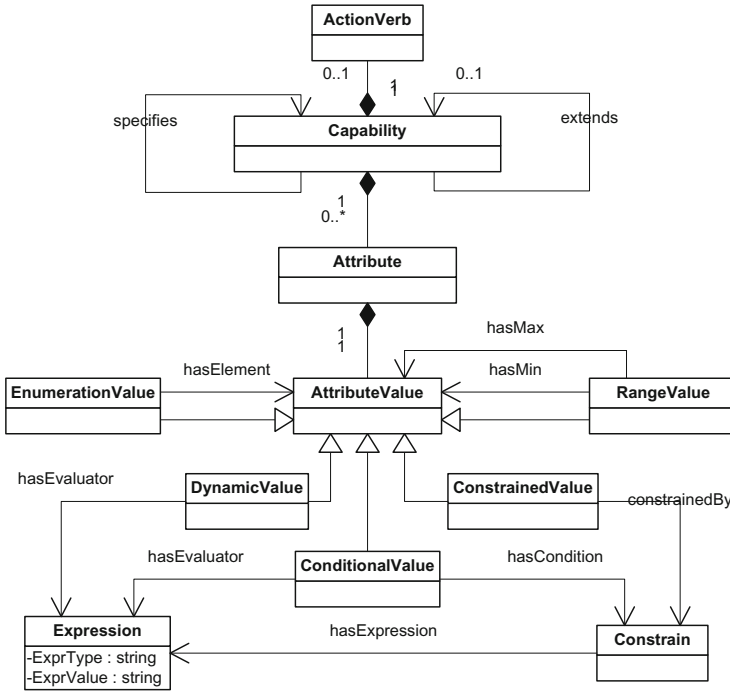 ActionVerb
0..1
1
1
0..1
specifies
extends
Capability
1
0..*
Attribute
1
1
hasMax
hasElement
hasMin
EnumerationValue
AttributeValue
RangeValue
hasEvaluator
DynamicValue
ConstrainedValue
constrainedBy
hasEvaluator
hasCondition
ConditionalValue
Expression
-ExprType : string
-ExprValue : string
hasExpression
Constrain